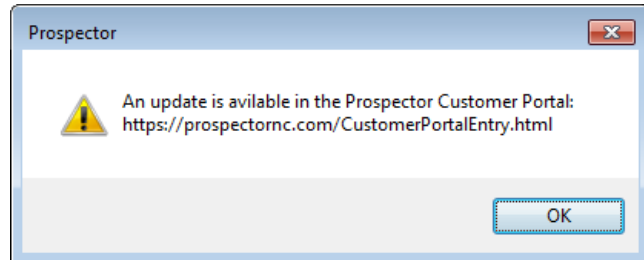 Prospector
An update is avilable in the Prospector Customer Portal:
https://prospectornc.com/CustomerPortalEntry.html
OK